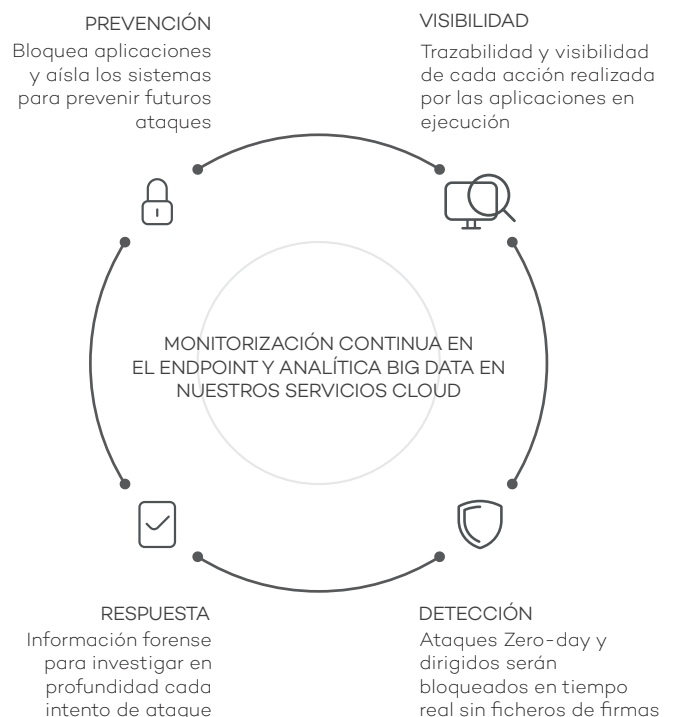 PREVENCIÓN
Bloquea aplicaciones
y aísla los sistemas
para prevenir futuros
ataques
VISIBILIDAD
Trazabilidad y visibilidad
de cada acción realizada
por las aplicaciones en
ejecución
MONITORIZACIÓN CONTINUA EN
EL ENDPOINT Y ANALÍTICA BIG DATA EN
NUESTROS SERVICIOS CLOUD
RESPUESTA
Información forense
para investigar en
profundidad cada
intento de ataque
DETECCIÓN
Ataques Zero-day y
dirigidos serán
bloqueados en tiempo
real sin ficheros de firmas